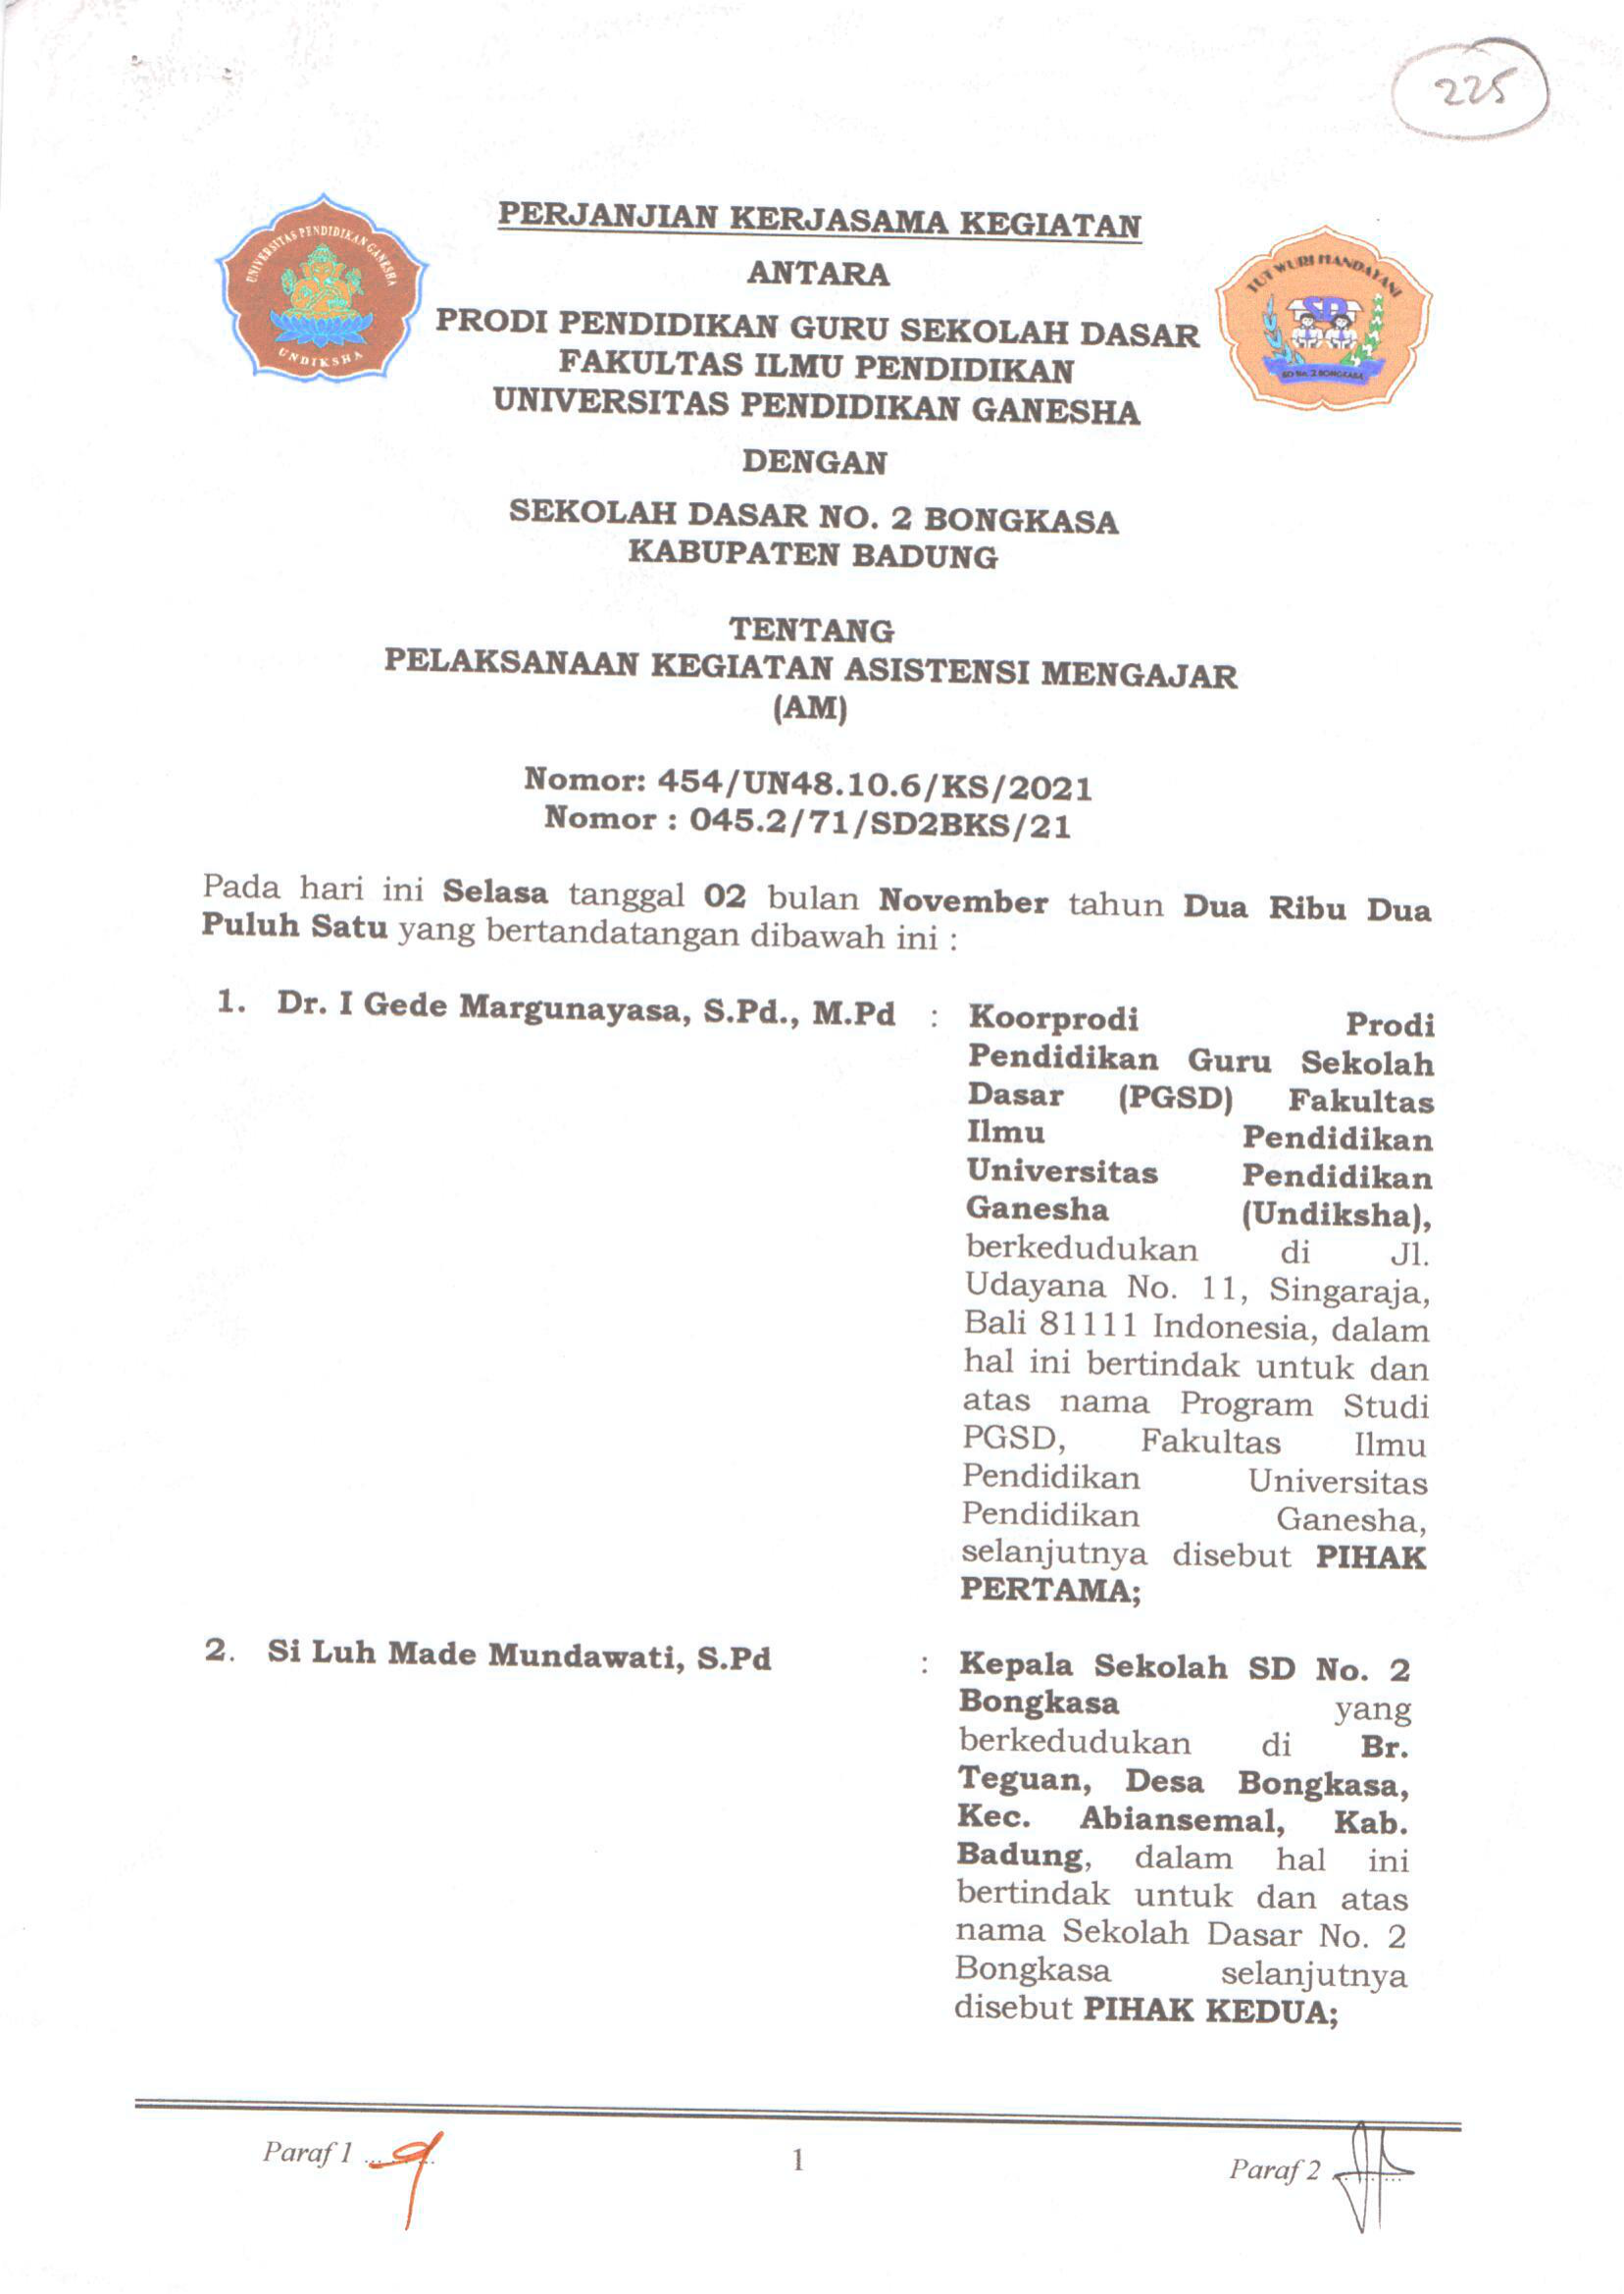 225
UNIVERSITAS PENDIDIKAN GANESHA
UNDIKSHA
TUT WURI HANDAYANI
SD
SD No. 2 BONGKASA
PERJANJIAN KERJASAMA KEGIATAN
ANTARA
PRODI PENDIDIKAN GURU SEKOLAH DASAR
FAKULTAS ILMU PENDIDIKAN
UNIVERSITAS PENDIDIKAN GANESHA
DENGAN
SEKOLAH DASAR NO. 2 BONGKASA
KABUPATEN BADUNG
TENTANG
PELAKSANAAN KEGIATAN ASISTENSI MENGAJAR
(AM)
Nomor: 454/UN48.10.6/KS/2021
Nomor : 045.2/71/SD2BKS/21
Pada hari ini Selasa tanggal 02 bulan November tahun Dua Ribu Dua
Puluh Satu yang bertandatangan dibawah ini :
1. Dr. I Gede Margunayasa, S.Pd., M.Pd : Koorprodi Prodi
Pendidikan Guru Sekolah
Dasar (PGSD) Fakultas
Ilmu Pendidikan
Universitas Pendidikan
Ganesha (Undiksha),
berkedudukan di Jl.
Udayana No. 11, Singaraja,
Bali 81111 Indonesia, dalam
hal ini bertindak untuk dan
atas nama Program Studi
PGSD, Fakultas Ilmu
Pendidikan Universitas
Pendidikan Ganesha,
selanjutnya disebut PIHAK
PERTAMA;
2. Si Luh Made Mundawati, S.Pd : Kepala Sekolah SD No. 2
Bongkasa yang
berkedudukan di Br.
Teguan, Desa Bongkasa,
Kec. Abiansemal, Kab.
Badung, dalam hal ini
bertindak untuk dan atas
nama Sekolah Dasar No. 2
Bongkasa selanjutnya
disebut PIHAK KEDUA;
Paraf 1 ......... 1 Paraf 2 .........